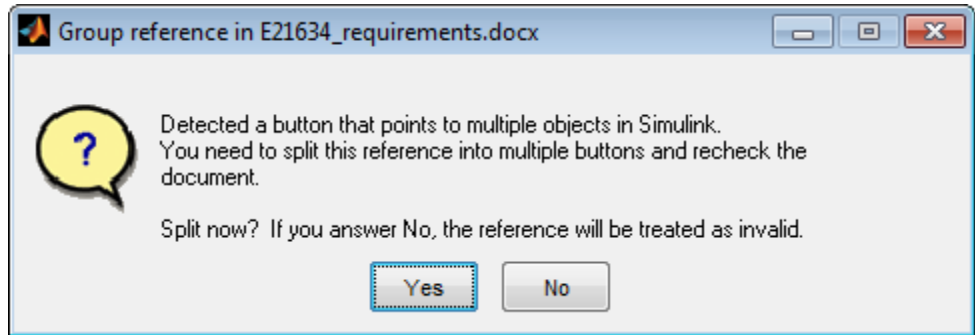 Group reference in E21634_requirements.docx
?
Detected a button that points to multiple objects in Simulink.
You need to split this reference into multiple buttons and recheck the
document.
Split now?  If you answer No, the reference will be treated as invalid.
Yes
No